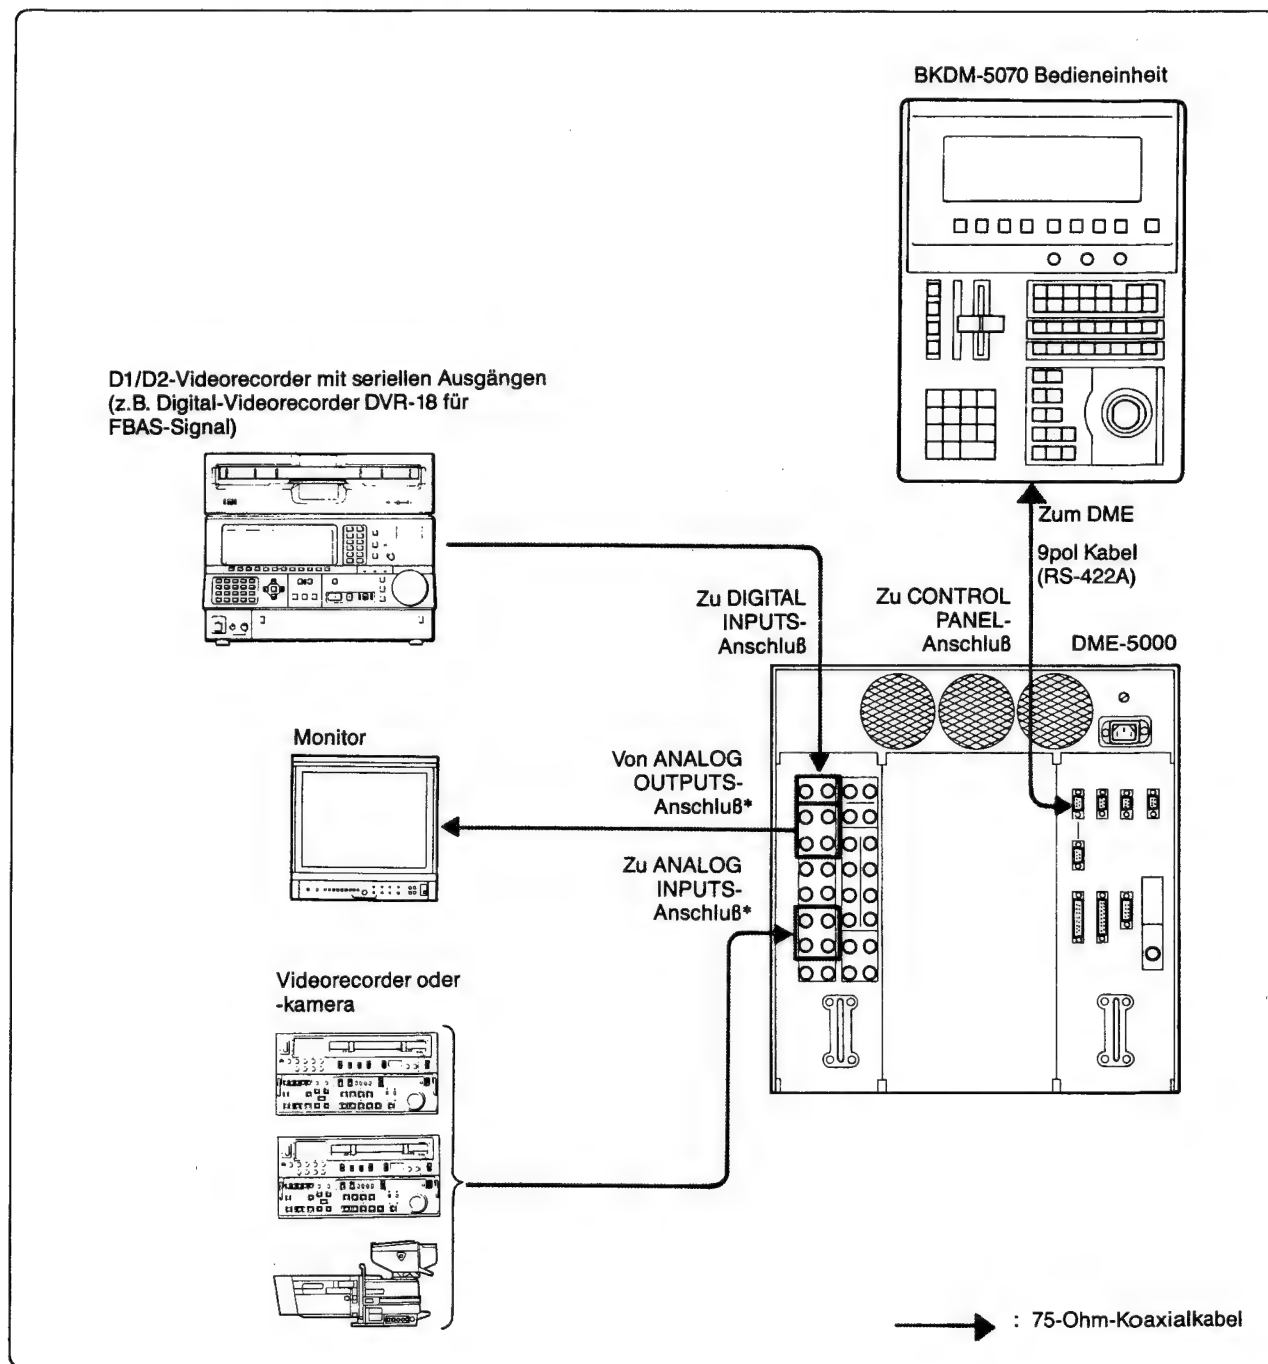 BKDM-5070 Bedieneinheit
D1/D2-Videorecorder mit seriellen Ausgängen
(z.B. Digital-Videorecorder DVR-18 für
FBAS-Signal)
Zum DME
9pol Kabel
(RS-422A)
Zu DIGITAL
INPUTS-
Anschluß
Zu CONTROL
PANEL-
Anschluß
DME-5000
Monitor
Von ANALOG
OUTPUTS-
Anschluß*
Zu ANALOG
INPUTS-
Anschluß*
Videorecorder oder
-kamera
: 75-Ohm-Koaxialkabel